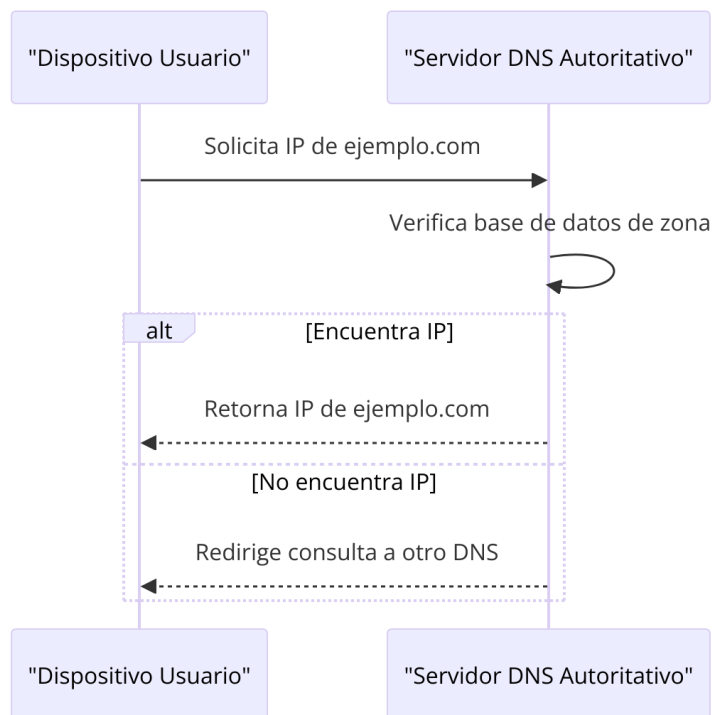 "Dispositivo Usuario"
"Servidor DNS Autoritativo"
Solicita IP de ejemplo.com
Verifica base de datos de zona
alt
[Encuentra IP]
Retorna IP de ejemplo.com
[No encuentra IP]
Redirige consulta a otro DNS
"Dispositivo Usuario"
"Servidor DNS Autoritativo"